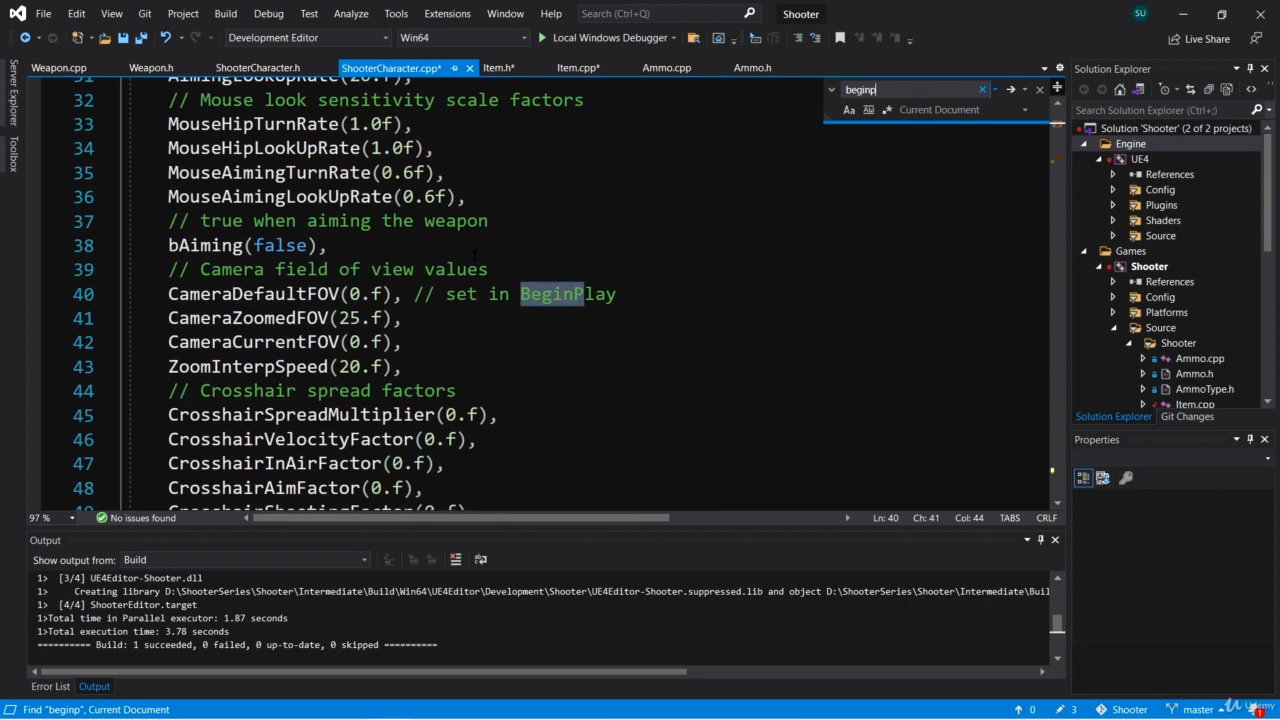 File Edit View Git Project Build Debug Test Analyze Tools Extensions Window Help Search (Ctrl+Q) Shooter SU
Development Editor Win64 Local Windows Debugger Live Share
Weapon.cpp Weapon.h ShooterCharacter.h ShooterCharacter.cpp* Item.h* Item.cpp* Ammo.cpp Ammo.h
Server Explorer
Toolbox
beginp
Aa Current Document
32 // Mouse look sensitivity scale factors
33 MouseHipTurnRate(1.0f),
34 MouseHipLookUpRate(1.0f),
35 MouseAimingTurnRate(0.6f),
36 MouseAimingLookUpRate(0.6f),
37 // true when aiming the weapon
38 bAiming(false),
39 // Camera field of view values
40 CameraDefaultFOV(0.f), // set in BeginPlay
41 CameraZoomedFOV(25.f),
42 CameraCurrentFOV(0.f),
43 ZoomInterpSpeed(20.f),
44 // Crosshair spread factors
45 CrosshairSpreadMultiplier(0.f),
46 CrosshairVelocityFactor(0.f),
47 CrosshairInAirFactor(0.f),
48 CrosshairAimFactor(0.f),
97 % No issues found Ln: 40 Ch: 41 Col: 44 TABS CRLF
Solution Explorer
Search Solution Explorer (Ctrl+;)
Solution 'Shooter' (2 of 2 projects)
Engine
UE4
References
Config
Plugins
Shaders
Source
Games
Shooter
References
Config
Platforms
Source
Shooter
Ammo.cpp
Ammo.h
AmmoType.h
Item.cpp
Solution Explorer Git Changes
Properties
Output
Show output from: Build
1> [3/4] UE4Editor-Shooter.dll
1> Creating library D:\ShooterSeries\Shooter\Intermediate\Build\Win64\UE4Editor\Development\Shooter\UE4Editor-Shooter.suppressed.lib and object D:\ShooterSeries\Shooter\Intermediate\Bui
1> [4/4] ShooterEditor.target
1>Total time in Parallel executor: 1.87 seconds
1>Total execution time: 3.78 seconds
========== Build: 1 succeeded, 0 failed, 0 up-to-date, 0 skipped ==========
Error List Output
Find "beginp", Current Document 0 3 Shooter master 1
Udemy